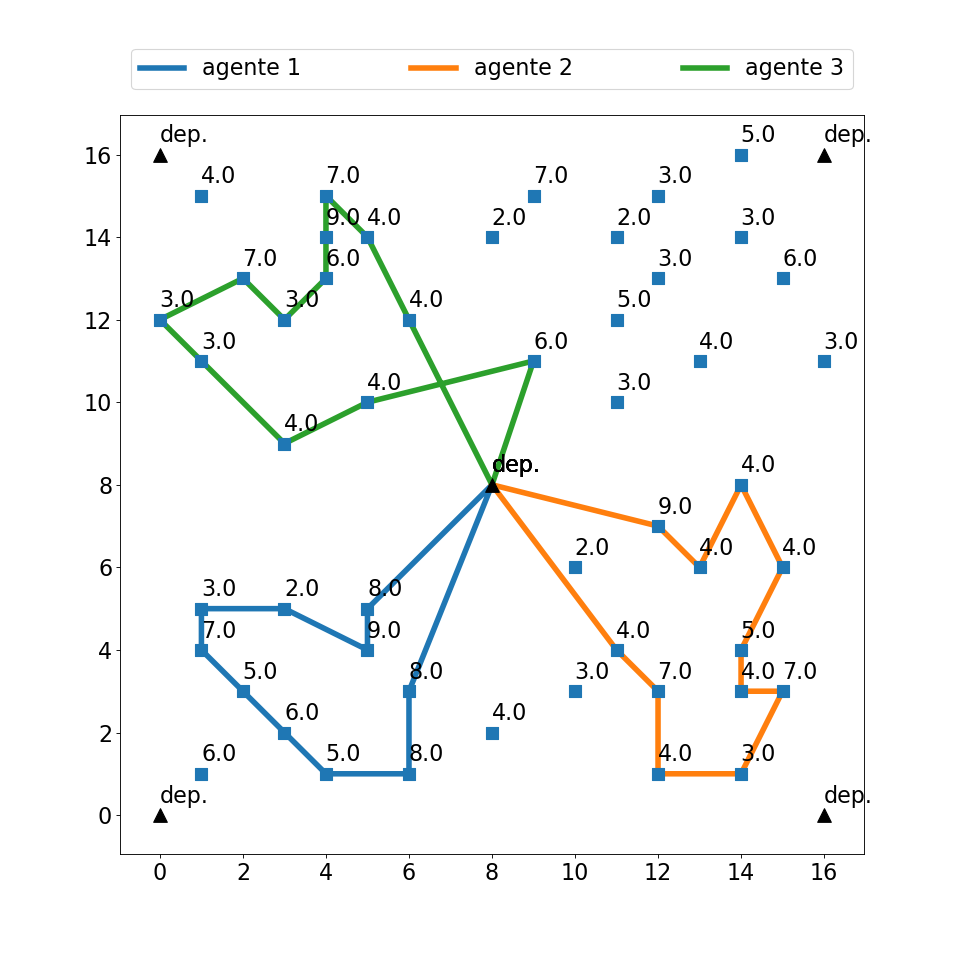 agente 1 agente 2 agente 3
dep. 5.0 dep.
16
4.0 7.0 7.0 3.0
9.0 4.0 2.0 2.0 3.0
14
7.0 6.0 3.0 6.0
3.0 3.0 4.0 5.0
12
3.0 6.0 4.0 3.0
4.0 3.0
10
4.0
dep. 4.0
8
9.0
2.0 4.0 4.0
6
3.0 2.0 8.0
7.0 9.0 4.0 5.0
4
5.0 8.0 3.0 7.0 4.0 7.0
6.0 4.0
2
6.0 5.0 8.0 4.0 3.0
dep. dep.
0
0 2 4 6 8 10 12 14 16